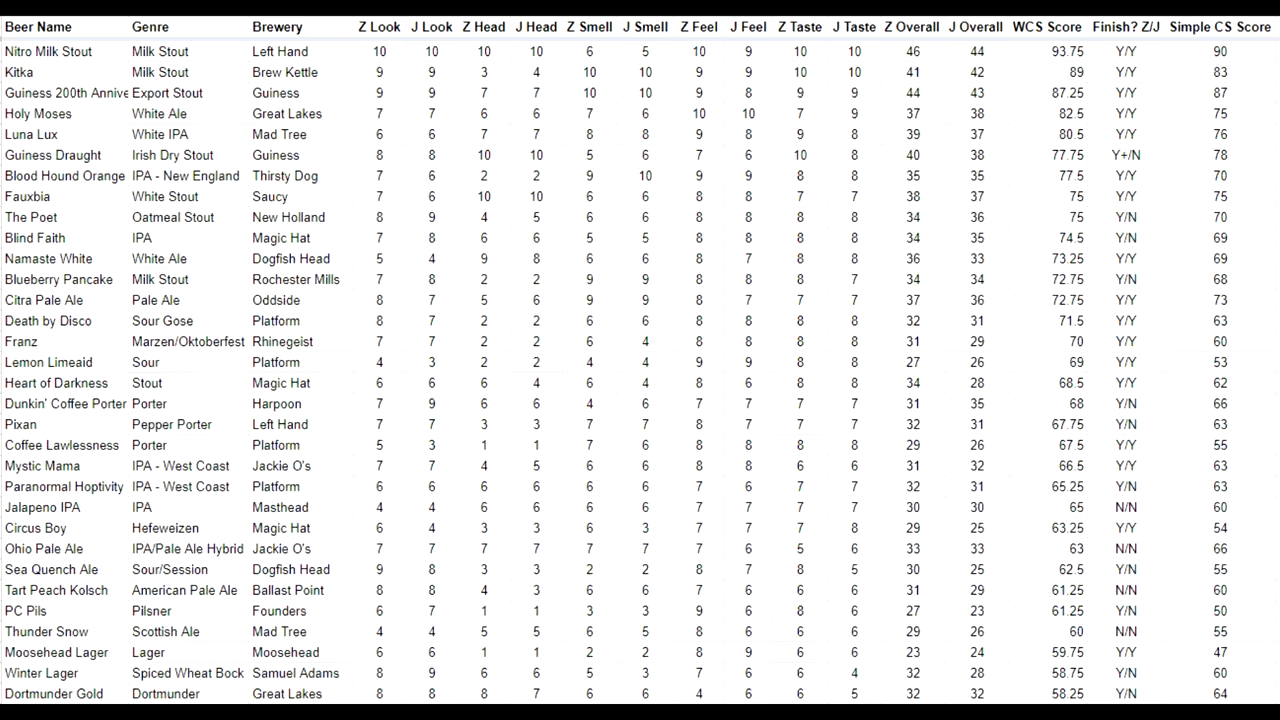 Beer Name Genre Brewery Z Look J Look Z Head J Head Z Smell J Smell Z Feel J Feel Z Taste J Taste Z Overall J Overall WCS Score Finish? Z/J Simple CS Score
Nitro Milk Stout Milk Stout Left Hand 10 10 10 10 6 5 10 9 10 10 46 44 93.75 Y/Y 90
Kitka Milk Stout Brew Kettle 9 9 3 4 10 10 9 9 10 10 41 42 89 Y/Y 83
Guiness 200th Annive Export Stout Guiness 9 9 7 7 10 10 9 8 9 9 44 43 87.25 Y/Y 87
Holy Moses White Ale Great Lakes 7 7 6 6 7 6 10 10 7 9 37 38 82.5 Y/Y 75
Luna Lux White IPA Mad Tree 6 6 7 7 8 8 9 8 9 8 39 37 80.5 Y/Y 76
Guiness Draught Irish Dry Stout Guiness 8 8 10 10 5 6 7 6 10 8 40 38 77.75 Y+/N 78
Blood Hound Orange IPA - New England Thirsty Dog 7 6 2 2 9 10 9 9 8 8 35 35 77.5 Y/Y 70
Fauxbia White Stout Saucy 7 6 10 10 6 6 8 8 7 7 38 37 75 Y/Y 75
The Poet Oatmeal Stout New Holland 8 9 4 5 6 6 8 8 8 8 34 36 75 Y/N 70
Blind Faith IPA Magic Hat 7 8 6 6 5 5 8 8 8 8 34 35 74.5 Y/N 69
Namaste White White Ale Dogfish Head 5 4 9 8 6 6 8 7 8 8 36 33 73.25 Y/Y 69
Blueberry Pancake Milk Stout Rochester Mills 7 8 2 2 9 9 8 8 8 7 34 34 72.75 Y/N 68
Citra Pale Ale Pale Ale Oddside 8 7 5 6 9 9 8 7 7 7 37 36 72.75 Y/Y 73
Death by Disco Sour Gose Platform 8 7 2 2 6 6 8 8 8 8 32 31 71.5 Y/Y 63
Franz Marzen/Oktoberfest Rhinegeist 7 7 2 2 6 4 8 8 8 8 31 29 70 Y/Y 60
Lemon Limeaid Sour Platform 4 3 2 2 4 4 9 9 8 8 27 26 69 Y/Y 53
Heart of Darkness Stout Magic Hat 6 6 6 4 6 4 8 6 8 8 34 28 68.5 Y/Y 62
Dunkin' Coffee Porter Porter Harpoon 7 9 6 6 4 6 7 7 7 7 31 35 68 Y/N 66
Pixan Pepper Porter Left Hand 7 7 3 3 7 7 8 7 7 7 32 31 67.75 Y/N 63
Coffee Lawlessness Porter Platform 5 3 1 1 7 6 8 8 8 8 29 26 67.5 Y/Y 55
Mystic Mama IPA - West Coast Jackie O's 7 7 4 5 6 6 8 8 6 6 31 32 66.5 Y/Y 63
Paranormal Hoptivity IPA - West Coast Platform 6 6 6 6 6 6 7 6 7 7 32 31 65.25 Y/N 63
Jalapeno IPA IPA Masthead 4 4 6 6 6 6 7 7 7 7 30 30 65 N/N 60
Circus Boy Hefeweizen Magic Hat 6 4 3 3 6 3 7 7 7 8 29 25 63.25 Y/Y 54
Ohio Pale Ale IPA/Pale Ale Hybrid Jackie O's 7 7 7 7 7 7 7 6 5 6 33 33 63 N/N 66
Sea Quench Ale Sour/Session Dogfish Head 9 8 3 3 2 2 8 7 8 5 30 25 62.5 Y/N 55
Tart Peach Kolsch American Pale Ale Ballast Point 8 8 4 3 6 6 7 6 6 6 31 29 61.25 N/N 60
PC Pils Pilsner Founders 6 7 1 1 3 3 9 6 8 6 27 23 61.25 Y/N 50
Thunder Snow Scottish Ale Mad Tree 4 4 5 5 6 5 8 6 6 6 29 26 60 N/N 55
Moosehead Lager Lager Moosehead 6 6 1 1 2 2 8 9 6 6 23 24 59.75 Y/Y 47
Winter Lager Spiced Wheat Bock Samuel Adams 8 9 6 6 5 3 7 6 6 4 32 28 58.75 Y/N 60
Dortmunder Gold Dortmunder Great Lakes 8 8 8 7 6 6 4 6 6 5 32 32 58.25 Y/N 64